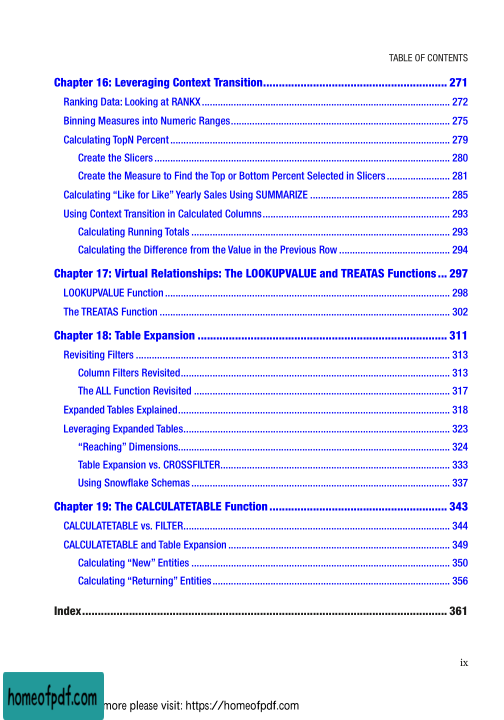 TABLE OF CONTENTS
Chapter 16: Leveraging Context Transition........................................................... 271
Ranking Data: Looking at RANKX............................................................................................... 272
Binning Measures into Numeric Ranges.................................................................................... 275
Calculating TopN Percent........................................................................................................... 279
Create the Slicers................................................................................................................. 280
Create the Measure to Find the Top or Bottom Percent Selected in Slicers........................ 281
Calculating “Like for Like” Yearly Sales Using SUMMARIZE ..................................................... 285
Using Context Transition in Calculated Columns....................................................................... 293
Calculating Running Totals ................................................................................................... 293
Calculating the Difference from the Value in the Previous Row .......................................... 294
Chapter 17: Virtual Relationships: The LOOKUPVALUE and TREATAS Functions... 297
LOOKUPVALUE Function ............................................................................................................ 298
The TREATAS Function ............................................................................................................... 302
Chapter 18: Table Expansion ................................................................................ 311
Revisiting Filters ........................................................................................................................ 313
Column Filters Revisited....................................................................................................... 313
The ALL Function Revisited .................................................................................................. 317
Expanded Tables Explained........................................................................................................ 318
Leveraging Expanded Tables...................................................................................................... 323
“Reaching” Dimensions........................................................................................................ 324
Table Expansion vs. CROSSFILTER........................................................................................ 333
Using Snowflake Schemas ................................................................................................... 337
Chapter 19: The CALCULATETABLE Function ......................................................... 343
CALCULATETABLE vs. FILTER...................................................................................................... 344
CALCULATETABLE and Table Expansion ..................................................................................... 349
Calculating “New” Entities ................................................................................................... 350
Calculating “Returning” Entities........................................................................................... 356
Index..................................................................................................................... 361
ix
homeofpdf.com
more please visit: https://homeofpdf.com